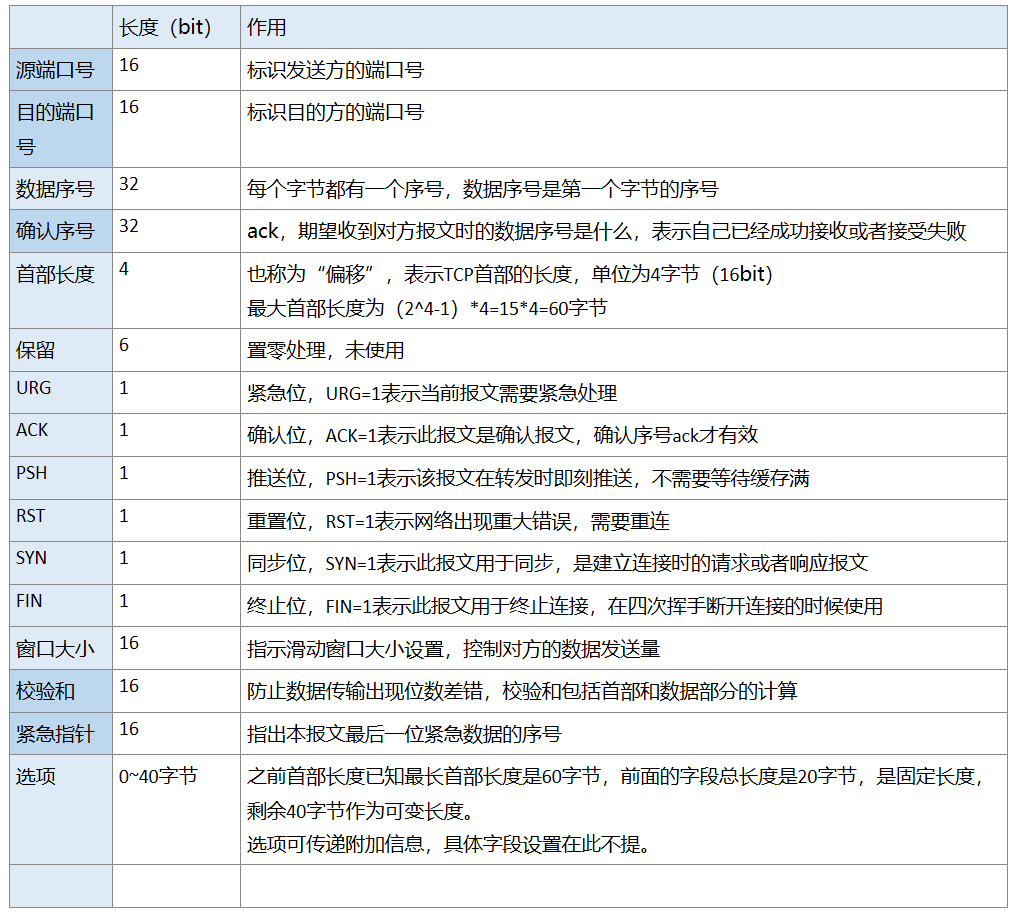 长度（bit） 作用
源端口号 16 标识发送方的端口号
目的端口 16 标识目的方的端口号
号
数据序号 32 每个字节都有一个序号，数据序号是第一个字节的序号
确认序号 32 ack，期望收到对方报文时的数据序号是什么，表示自己已经成功接收或者接受失败
首部长度 4 也称为“偏移”，表示TCP首部的长度，单位为4字节（16bit）
最大首部长度为（2^4-1）*4=15*4=60字节
保留 6 置零处理，未使用
URG 1 紧急位，URG=1表示当前报文需要紧急处理
ACK 1 确认位，ACK=1表示此报文是确认报文，确认序号ack才有效
PSH 1 推送位，PSH=1表示该报文在转发时即刻推送，不需要等待缓存满
RST 1 重置位，RST=1表示网络出现重大错误，需要重连
SYN 1 同步位，SYN=1表示此报文用于同步，是建立连接时的请求或者响应报文
FIN 1 终止位，FIN=1表示此报文用于终止连接，在四次挥手断开连接的时候使用
窗口大小 16 指示滑动窗口大小设置，控制对方的数据发送量
校验和 16 防止数据传输出现位数差错，校验和包括首部和数据部分的计算
紧急指针 16 指出本报文最后一位紧急数据的序号
选项 0~40字节 之前首部长度已知最长首部长度是60字节，前面的字段总长度是20字节，是固定长度，
剩余40字节作为可变长度。
选项可传递附加信息，具体字段设置在此不提。